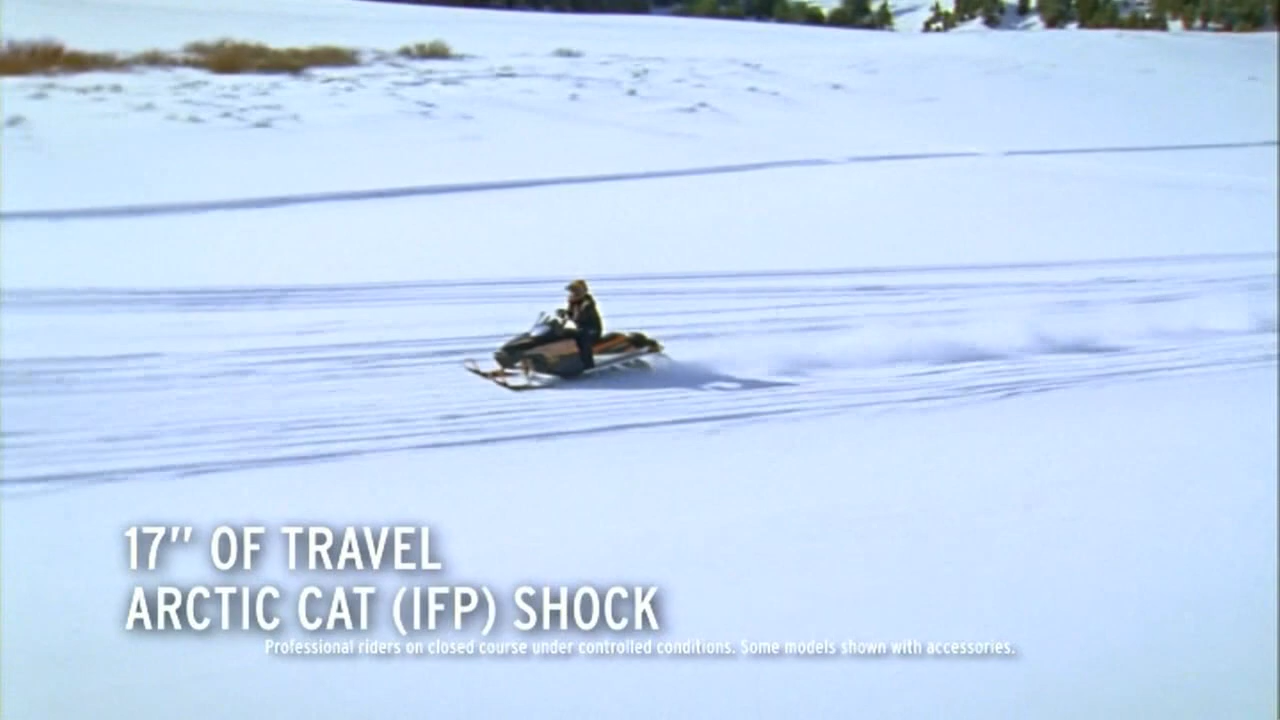 17" OF TRAVEL
ARCTIC CAT (IFP) SHOCK
Professional riders on closed course under controlled conditions. Some models shown with accessories.